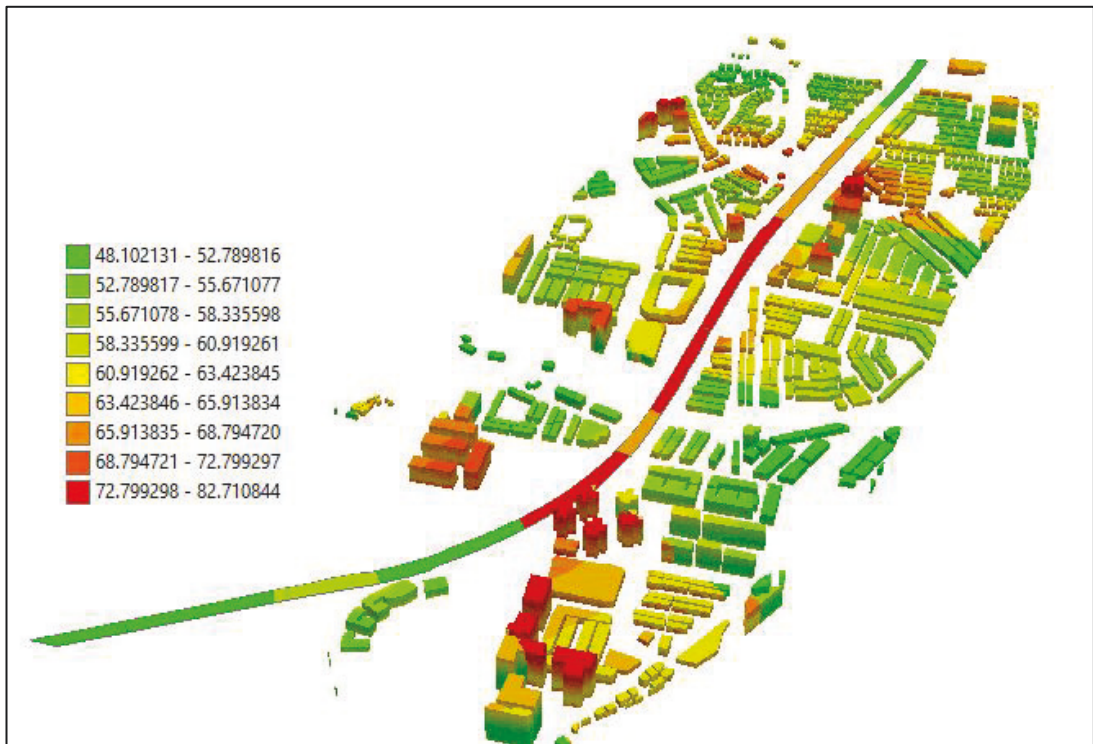 48.102131 - 52.789816
52.789817 - 55.671077
55.671078 - 58.335598
58.335599 - 60.919261
60.919262 - 63.423845
63.423846 - 65.913834
65.913835 - 68.794720
68.794721 - 72.799297
72.799298 - 82.710844